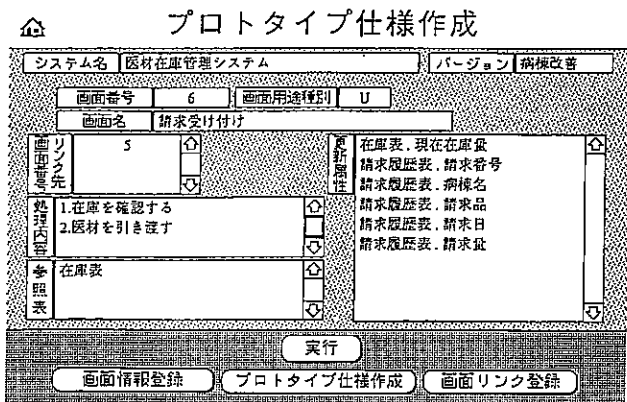 プロトタイプ仕様作成
システム名 医材在庫管理システム バージョン 病棟改善
画面番号 6 画面用途種別 U
画面名 請求受け付け
リンク先画面番号 5
更新属性
在庫表．現在在庫量
請求履歴表．請求番号
請求履歴表．病棟名
請求履歴表．請求品
請求履歴表．請求日
請求履歴表．請求量
処理内容
1.在庫を確認する
2.医材を引き渡す
参照表 在庫表
実行
画面情報登録 プロトタイプ仕様作成 画面リンク登録